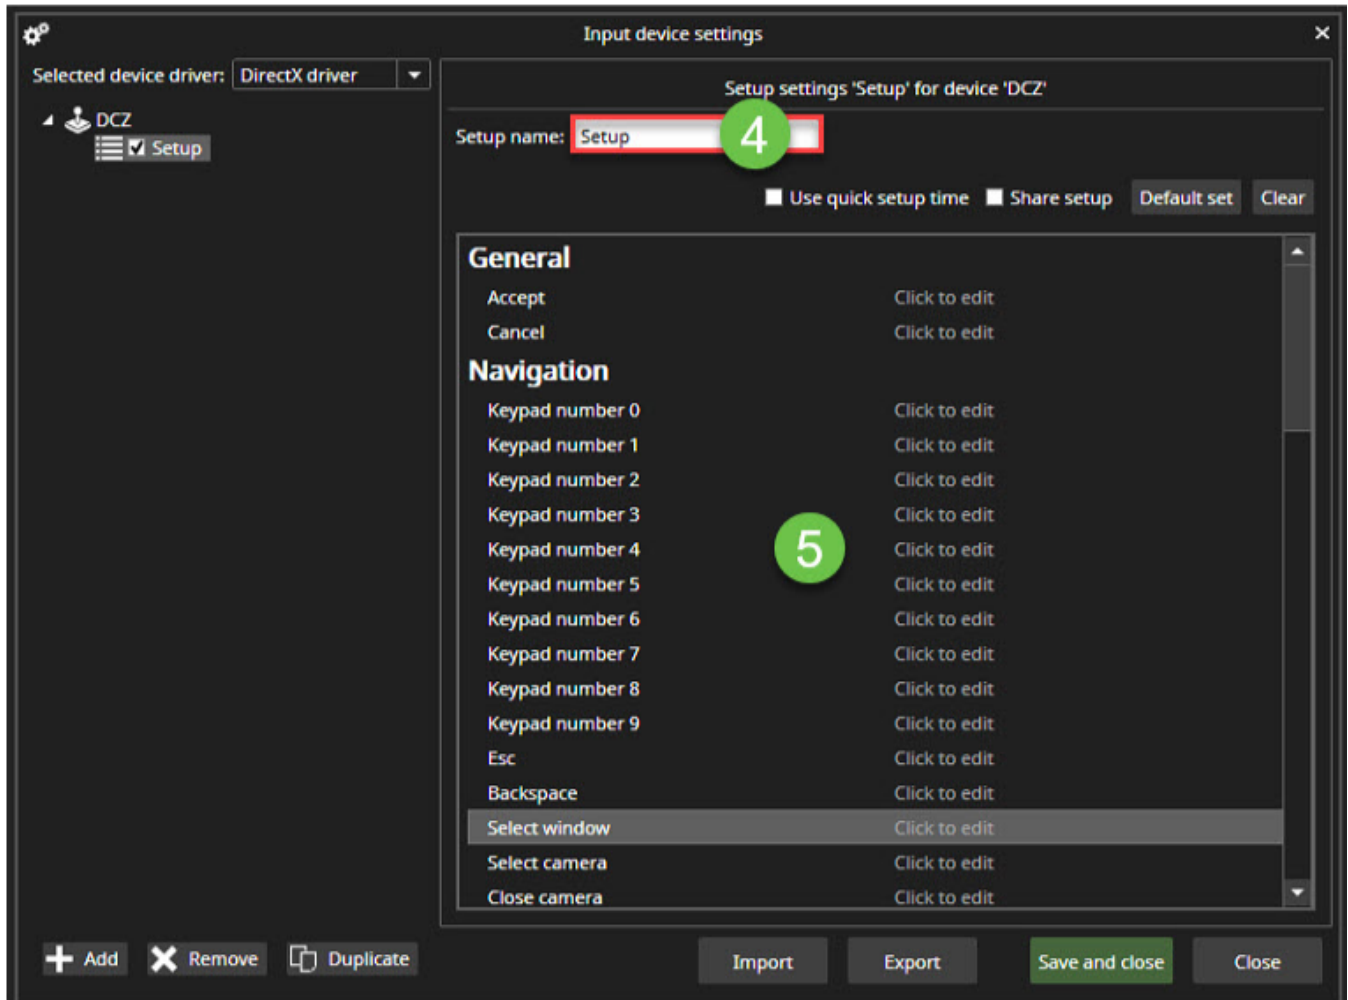 Input device settings
Selected device driver: DirectX driver
DCZ
Setup
Setup settings 'Setup' for device 'DCZ'
Setup name: Setup 4
Use quick setup time Share setup Default set Clear
General
Accept Click to edit
Cancel Click to edit
Navigation
Keypad number 0 Click to edit
Keypad number 1 Click to edit
Keypad number 2 Click to edit
Keypad number 3 Click to edit
Keypad number 4 5 Click to edit
Keypad number 5 Click to edit
Keypad number 6 Click to edit
Keypad number 7 Click to edit
Keypad number 8 Click to edit
Keypad number 9 Click to edit
Esc Click to edit
Backspace Click to edit
Select window Click to edit
Select camera Click to edit
Close camera Click to edit
Add Remove Duplicate Import Export Save and close Close